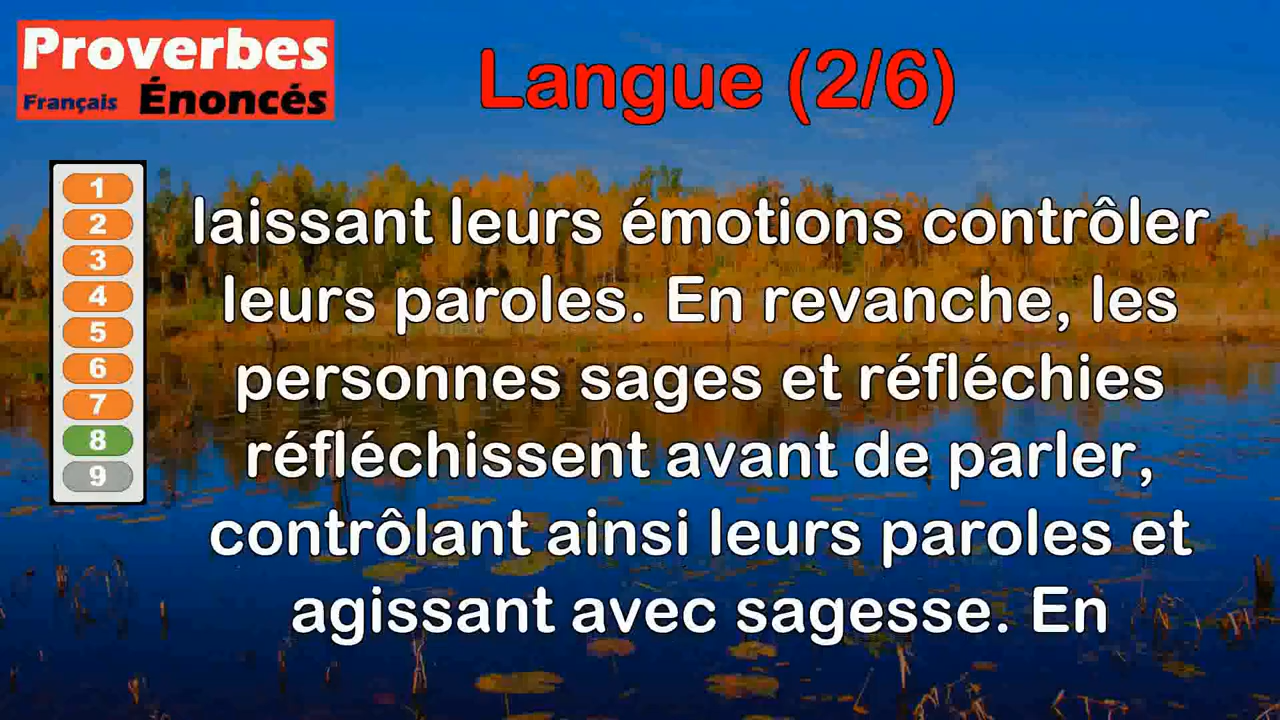 Proverbes
Français Énoncés
Langue (2/6)
1
2
3
4
5
6
7
8
9
laissant leurs émotions contrôler
leurs paroles. En revanche, les
personnes sages et réfléchies
réfléchissent avant de parler,
contrôlant ainsi leurs paroles et
agissant avec sagesse. En